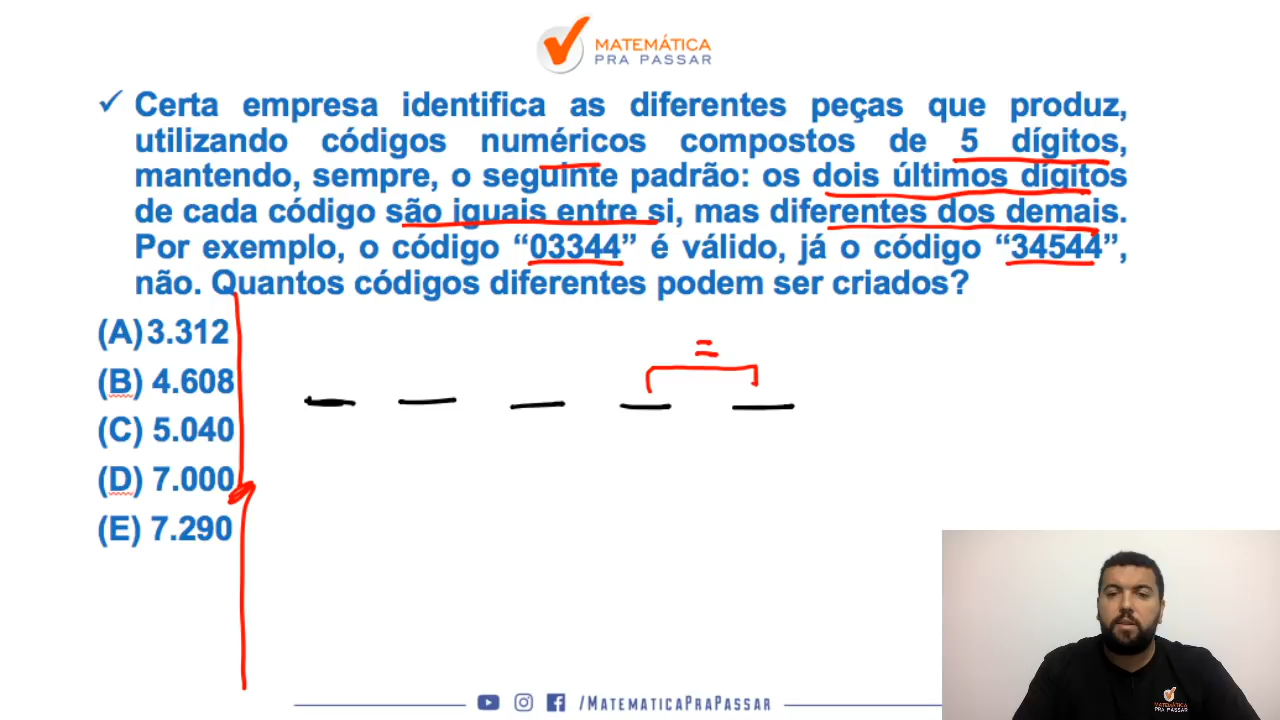 MATEMÁTICA
PRA PASSAR
Certa empresa identifica as diferentes peças que produz,
utilizando códigos numéricos compostos de 5 dígitos,
mantendo, sempre, o seguinte padrão: os dois últimos dígitos
de cada código são iguais entre si, mas diferentes dos demais.
Por exemplo, o código “03344” é válido, já o código “34544”,
não. Quantos códigos diferentes podem ser criados?
(A) 3.312
(B) 4.608
(C) 5.040
(D) 7.000
(E) 7.290
=
MATEMÁTICA
PRA PASSAR
/MATEMATICAPRAPASSAR